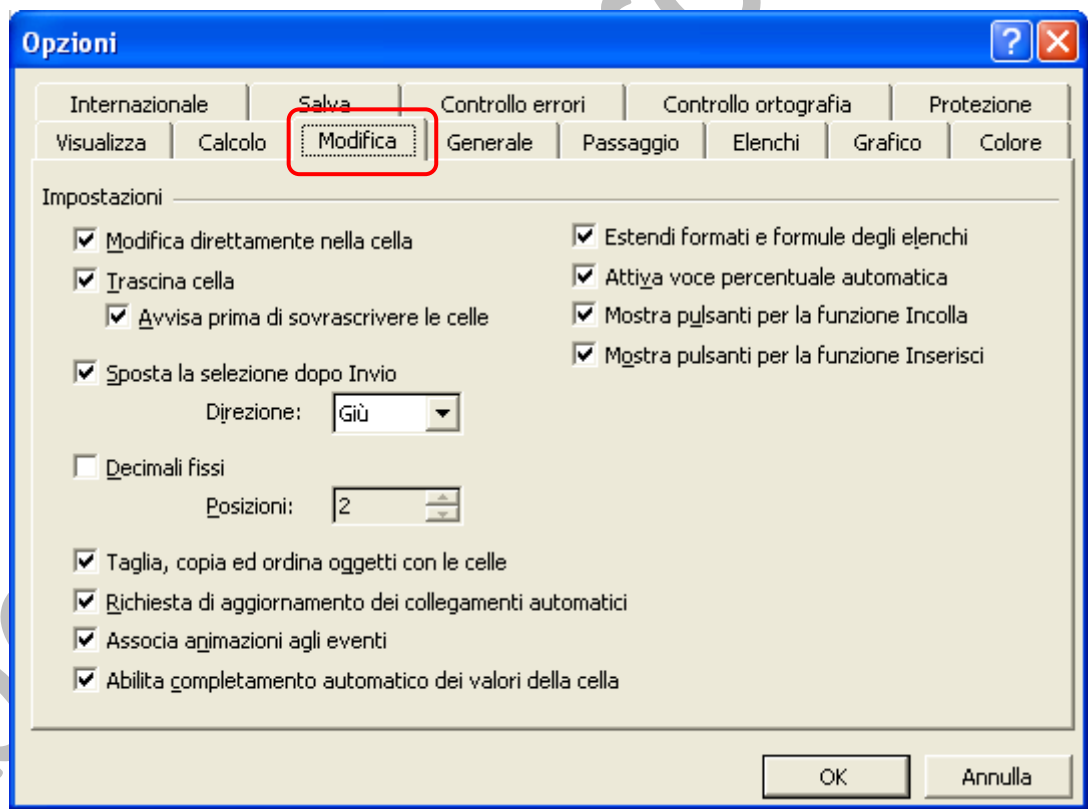 Opzioni
Internazionale Salva Controllo errori Controllo ortografia Protezione
Visualizza Calcolo Modifica Generale Passaggio Elenchi Grafico Colore
Impostazioni
Modifica direttamente nella cella
Trascina cella
Avvisa prima di sovrascrivere le celle
Sposta la selezione dopo Invio
Direzione: Giù
Decimali fissi
Posizioni: 2
Taglia, copia ed ordina oggetti con le celle
Richiesta di aggiornamento dei collegamenti automatici
Associa animazioni agli eventi
Abilita completamento automatico dei valori della cella
Estendi formati e formule degli elenchi
Attiva voce percentuale automatica
Mostra pulsanti per la funzione Incolla
Mostra pulsanti per la funzione Inserisci
OK Annulla